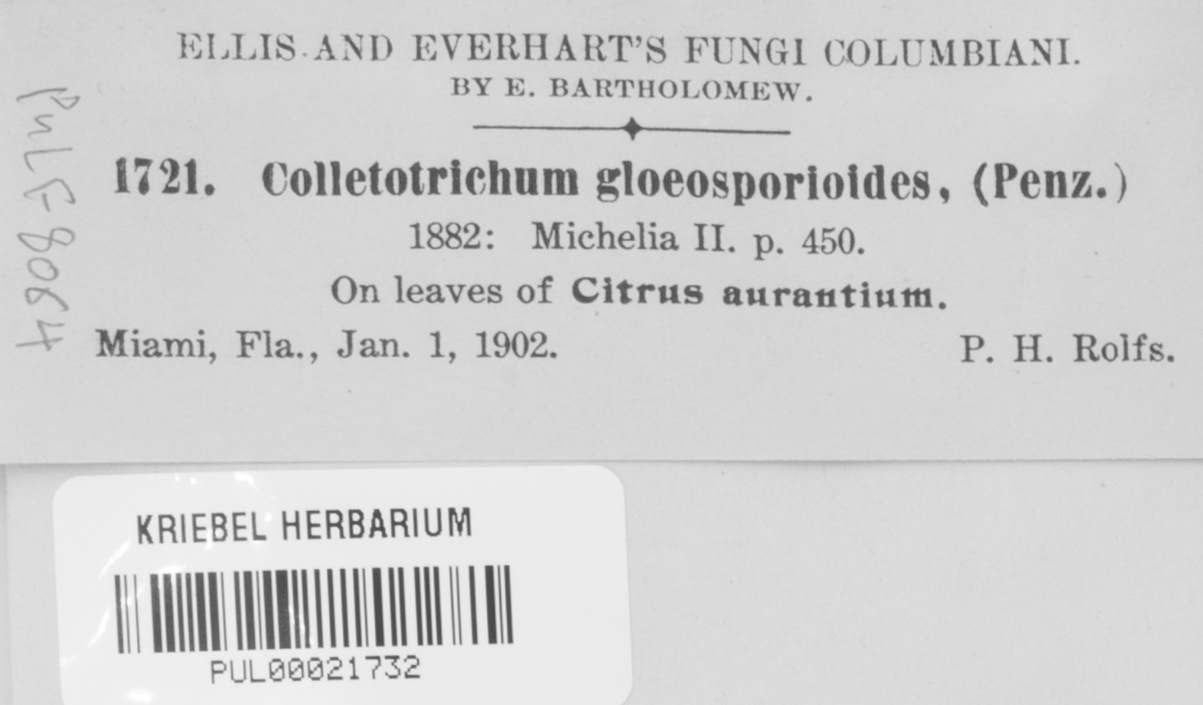 ELLIS AND EVERHART'S FUNGI COLUMBIANI.
BY E. BARTHOLOMEW.
1721. Colletotrichum gloeosporioides, (Penz.)
1882: Michelia II. p. 450.
On leaves of Citrus aurantium.
Miami, Fla., Jan. 1, 1902. P. H. Rolfs.
PUL F8064
KRIEBEL HERBARIUM
PUL00021732